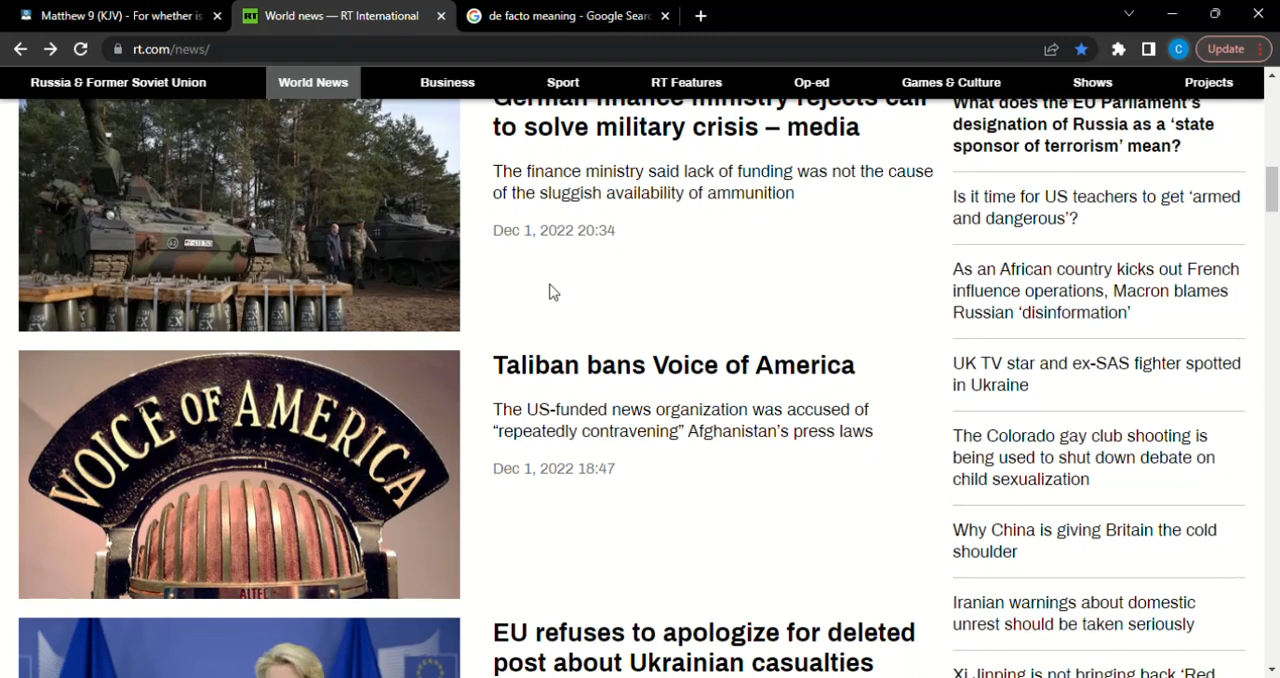 Matthew 9 (KJV) - For whether is
RT World news — RT International
de facto meaning - Google Searc
rt.com/news/
C
Update
Russia & Former Soviet Union World News Business Sport RT Features Op-ed Games & Culture Shows Projects
German finance ministry rejects call
to solve military crisis – media
The finance ministry said lack of funding was not the cause
of the sluggish availability of ammunition
Dec 1, 2022 20:34
EX EX EX
VOICE OF AMERICA
ALTEC
Taliban bans Voice of America
The US-funded news organization was accused of
“repeatedly contravening” Afghanistan’s press laws
Dec 1, 2022 18:47
EU refuses to apologize for deleted
post about Ukrainian casualties
What does the EU Parliament’s
designation of Russia as a ‘state
sponsor of terrorism’ mean?
Is it time for US teachers to get ‘armed
and dangerous’?
As an African country kicks out French
influence operations, Macron blames
Russian ‘disinformation’
UK TV star and ex-SAS fighter spotted
in Ukraine
The Colorado gay club shooting is
being used to shut down debate on
child sexualization
Why China is giving Britain the cold
shoulder
Iranian warnings about domestic
unrest should be taken seriously
Xi Jinping is not bringing back ‘Red